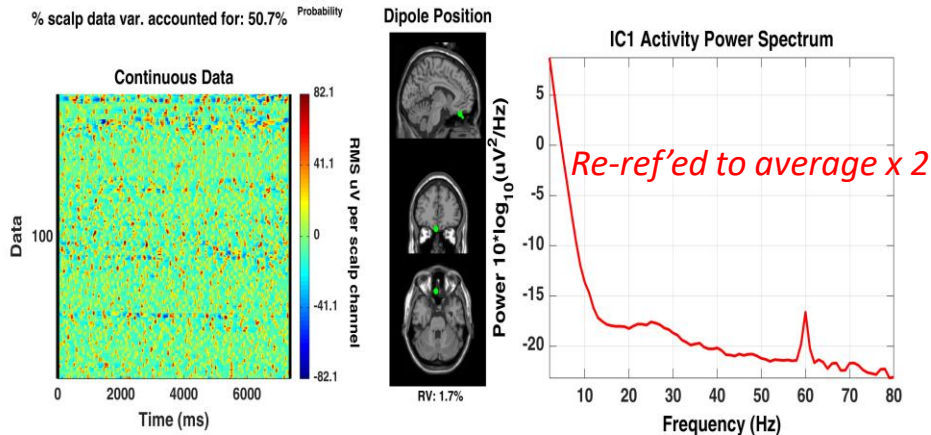 % scalp data var. accounted for: 50.7%
Probability
Continuous Data
Data
100
0
2000
4000
6000
Time (ms)
82.1
41.1
0
-41.1
-82.1
RMS uV per scalp channel
Dipole Position
RV: 1.7%
IC1 Activity Power Spectrum
Re-ref'ed to average x 2
Power 10*log10(uV2/Hz)
5
0
-5
-10
-15
-20
10
20
30
40
50
60
70
80
Frequency (Hz)